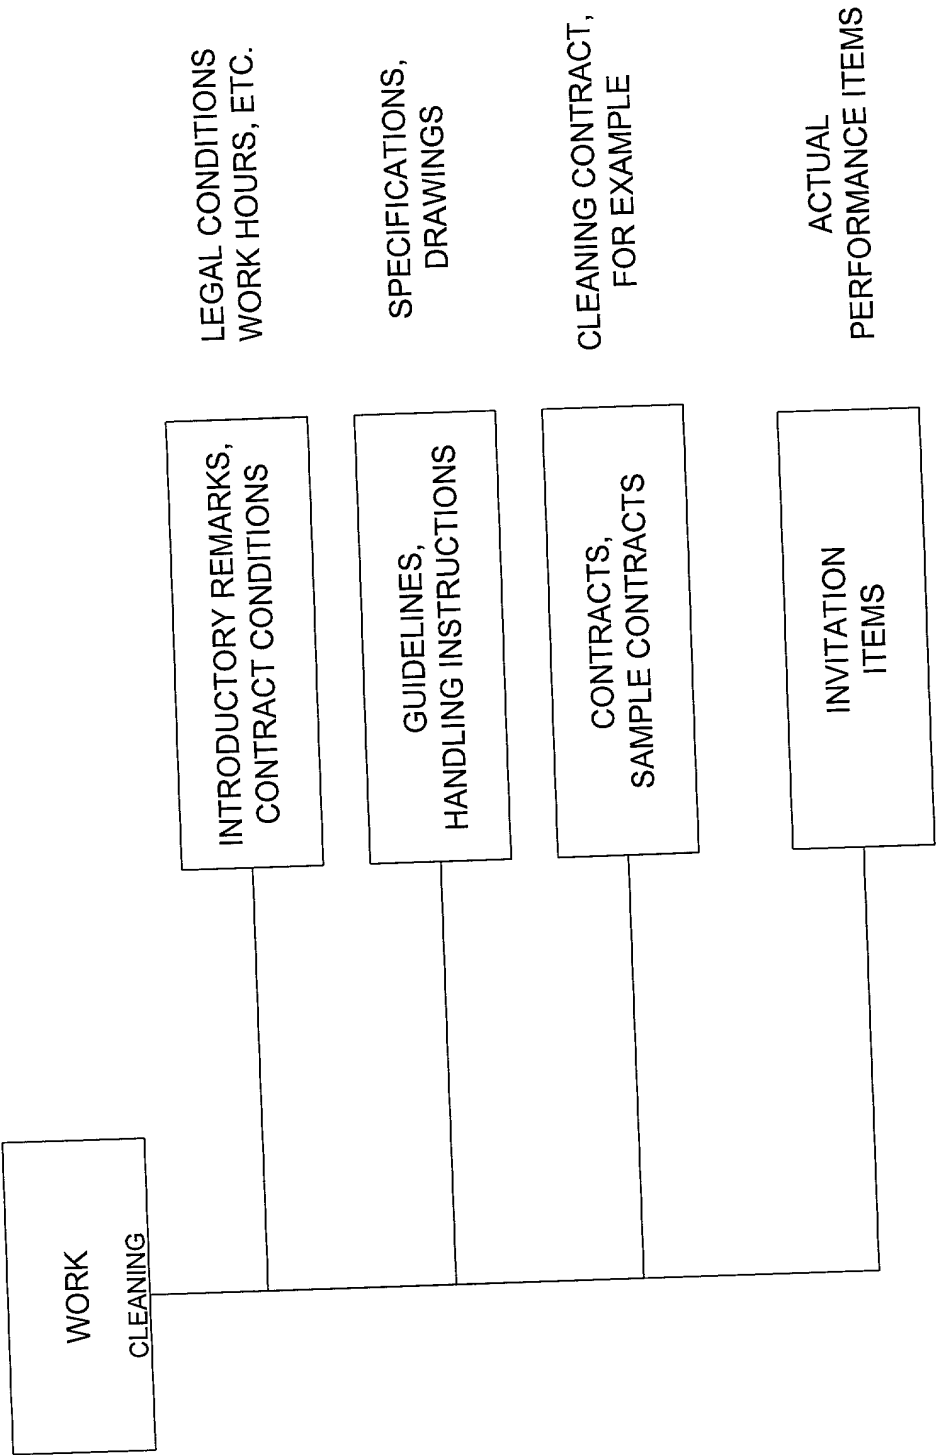 WORK
CLEANING
INTRODUCTORY REMARKS,
CONTRACT CONDITIONS
LEGAL CONDITIONS
WORK HOURS, ETC.
GUIDELINES,
HANDLING INSTRUCTIONS
SPECIFICATIONS,
DRAWINGS
CONTRACTS,
SAMPLE CONTRACTS
CLEANING CONTRACT,
FOR EXAMPLE
INVITATION
ITEMS
ACTUAL
PERFORMANCE ITEMS